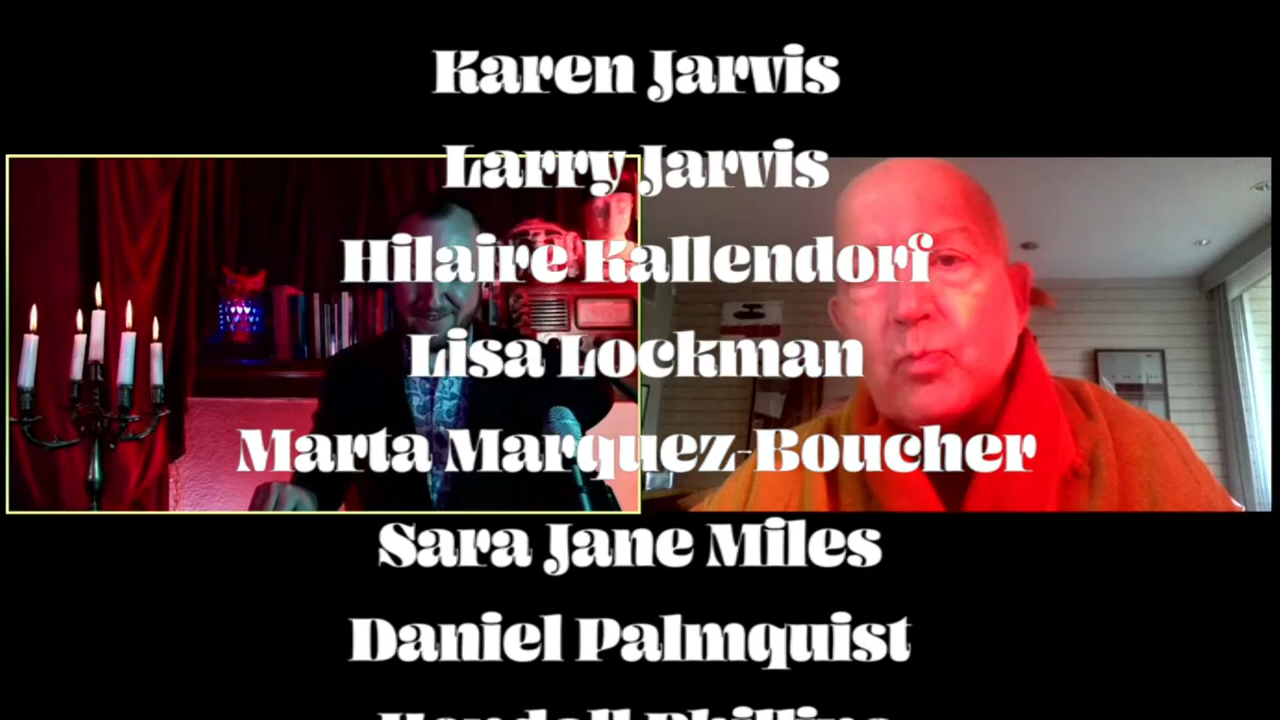 Karen Jarvis
Larry Jarvis
Hilaire Kallendorf
Lisa Lockman
Marta Marquez-Boucher
Sara Jane Miles
Daniel Palmquist